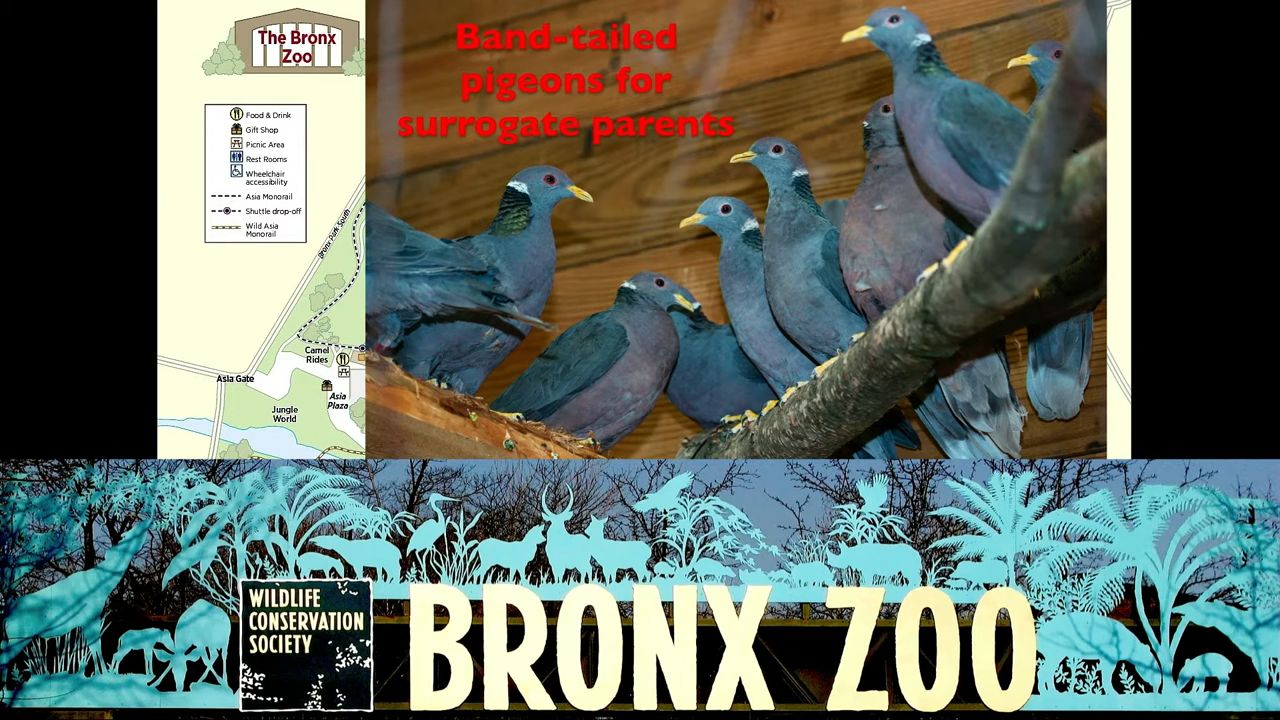 The Bronx
Zoo
Band-tailed
pigeons for
surrogate parents
Food & Drink
Gift Shop
Picnic Area
Rest Rooms
Wheelchair
accessibility
Asia Monorail
Shuttle drop-off
Wild Asia
Monorail
Bronx Park South
Camel
Rides
Asia Gate
Asia
Plaza
Jungle
World
WILDLIFE
CONSERVATION
SOCIETY
BRONX ZOO